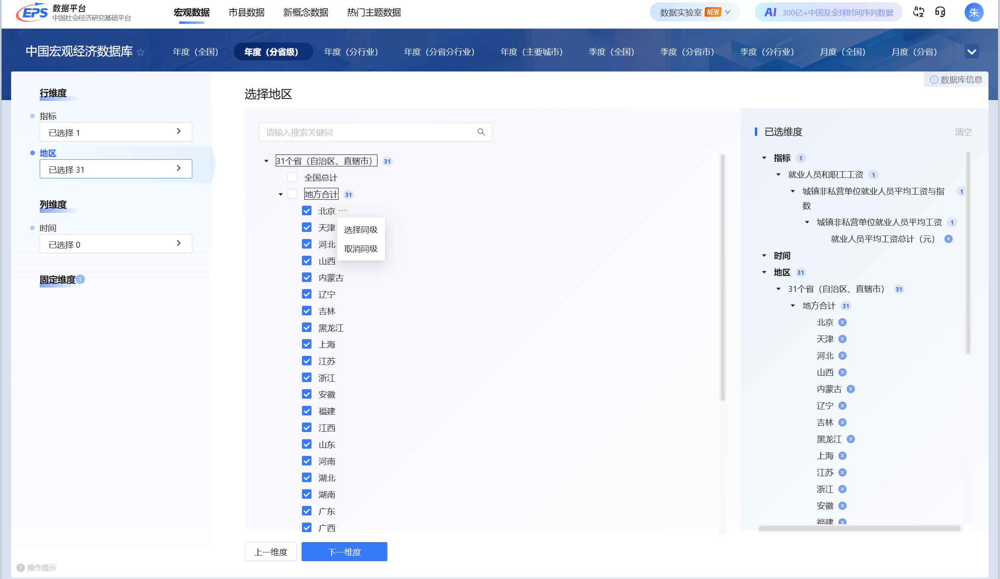 EPS 数据平台
中国社会经济研究基础平台
宏观数据 市县数据 新概念数据 热门主题数据
数据实验室 NEW
AI 300亿+中国及全球时间序列数据
朱
中国宏观经济数据库
年度（全国） 年度（分省级） 年度（分行业） 年度（分省分行业） 年度（主要城市） 季度（全国） 季度（分省市） 季度（分行业） 月度（全国） 月度（分省）
数据库信息
行维度
指标
已选择 1
地区
已选择 31
列维度
时间
已选择 0
固定维度
操作提示
选择地区
请输入搜索关键词
31个省（自治区、直辖市） 31
全国总计
地方合计 31
北京 ···
选择同级
取消同级
天津
河北
山西
内蒙古
辽宁
吉林
黑龙江
上海
江苏
浙江
安徽
福建
江西
山东
河南
湖北
湖南
广东
广西
上一维度 下一维度
已选维度 清空
指标 1
就业人员和职工工资 1
城镇非私营单位就业人员平均工资与指 1
数
城镇非私营单位就业人员平均工资 1
就业人员平均工资总计（元） x
时间
地区 31
31个省（自治区、直辖市） 31
地方合计 31
北京 x
天津 x
河北 x
山西 x
内蒙古 x
辽宁 x
吉林 x
黑龙江 x
上海 x
江苏 x
浙江 x
安徽 x
福建 x